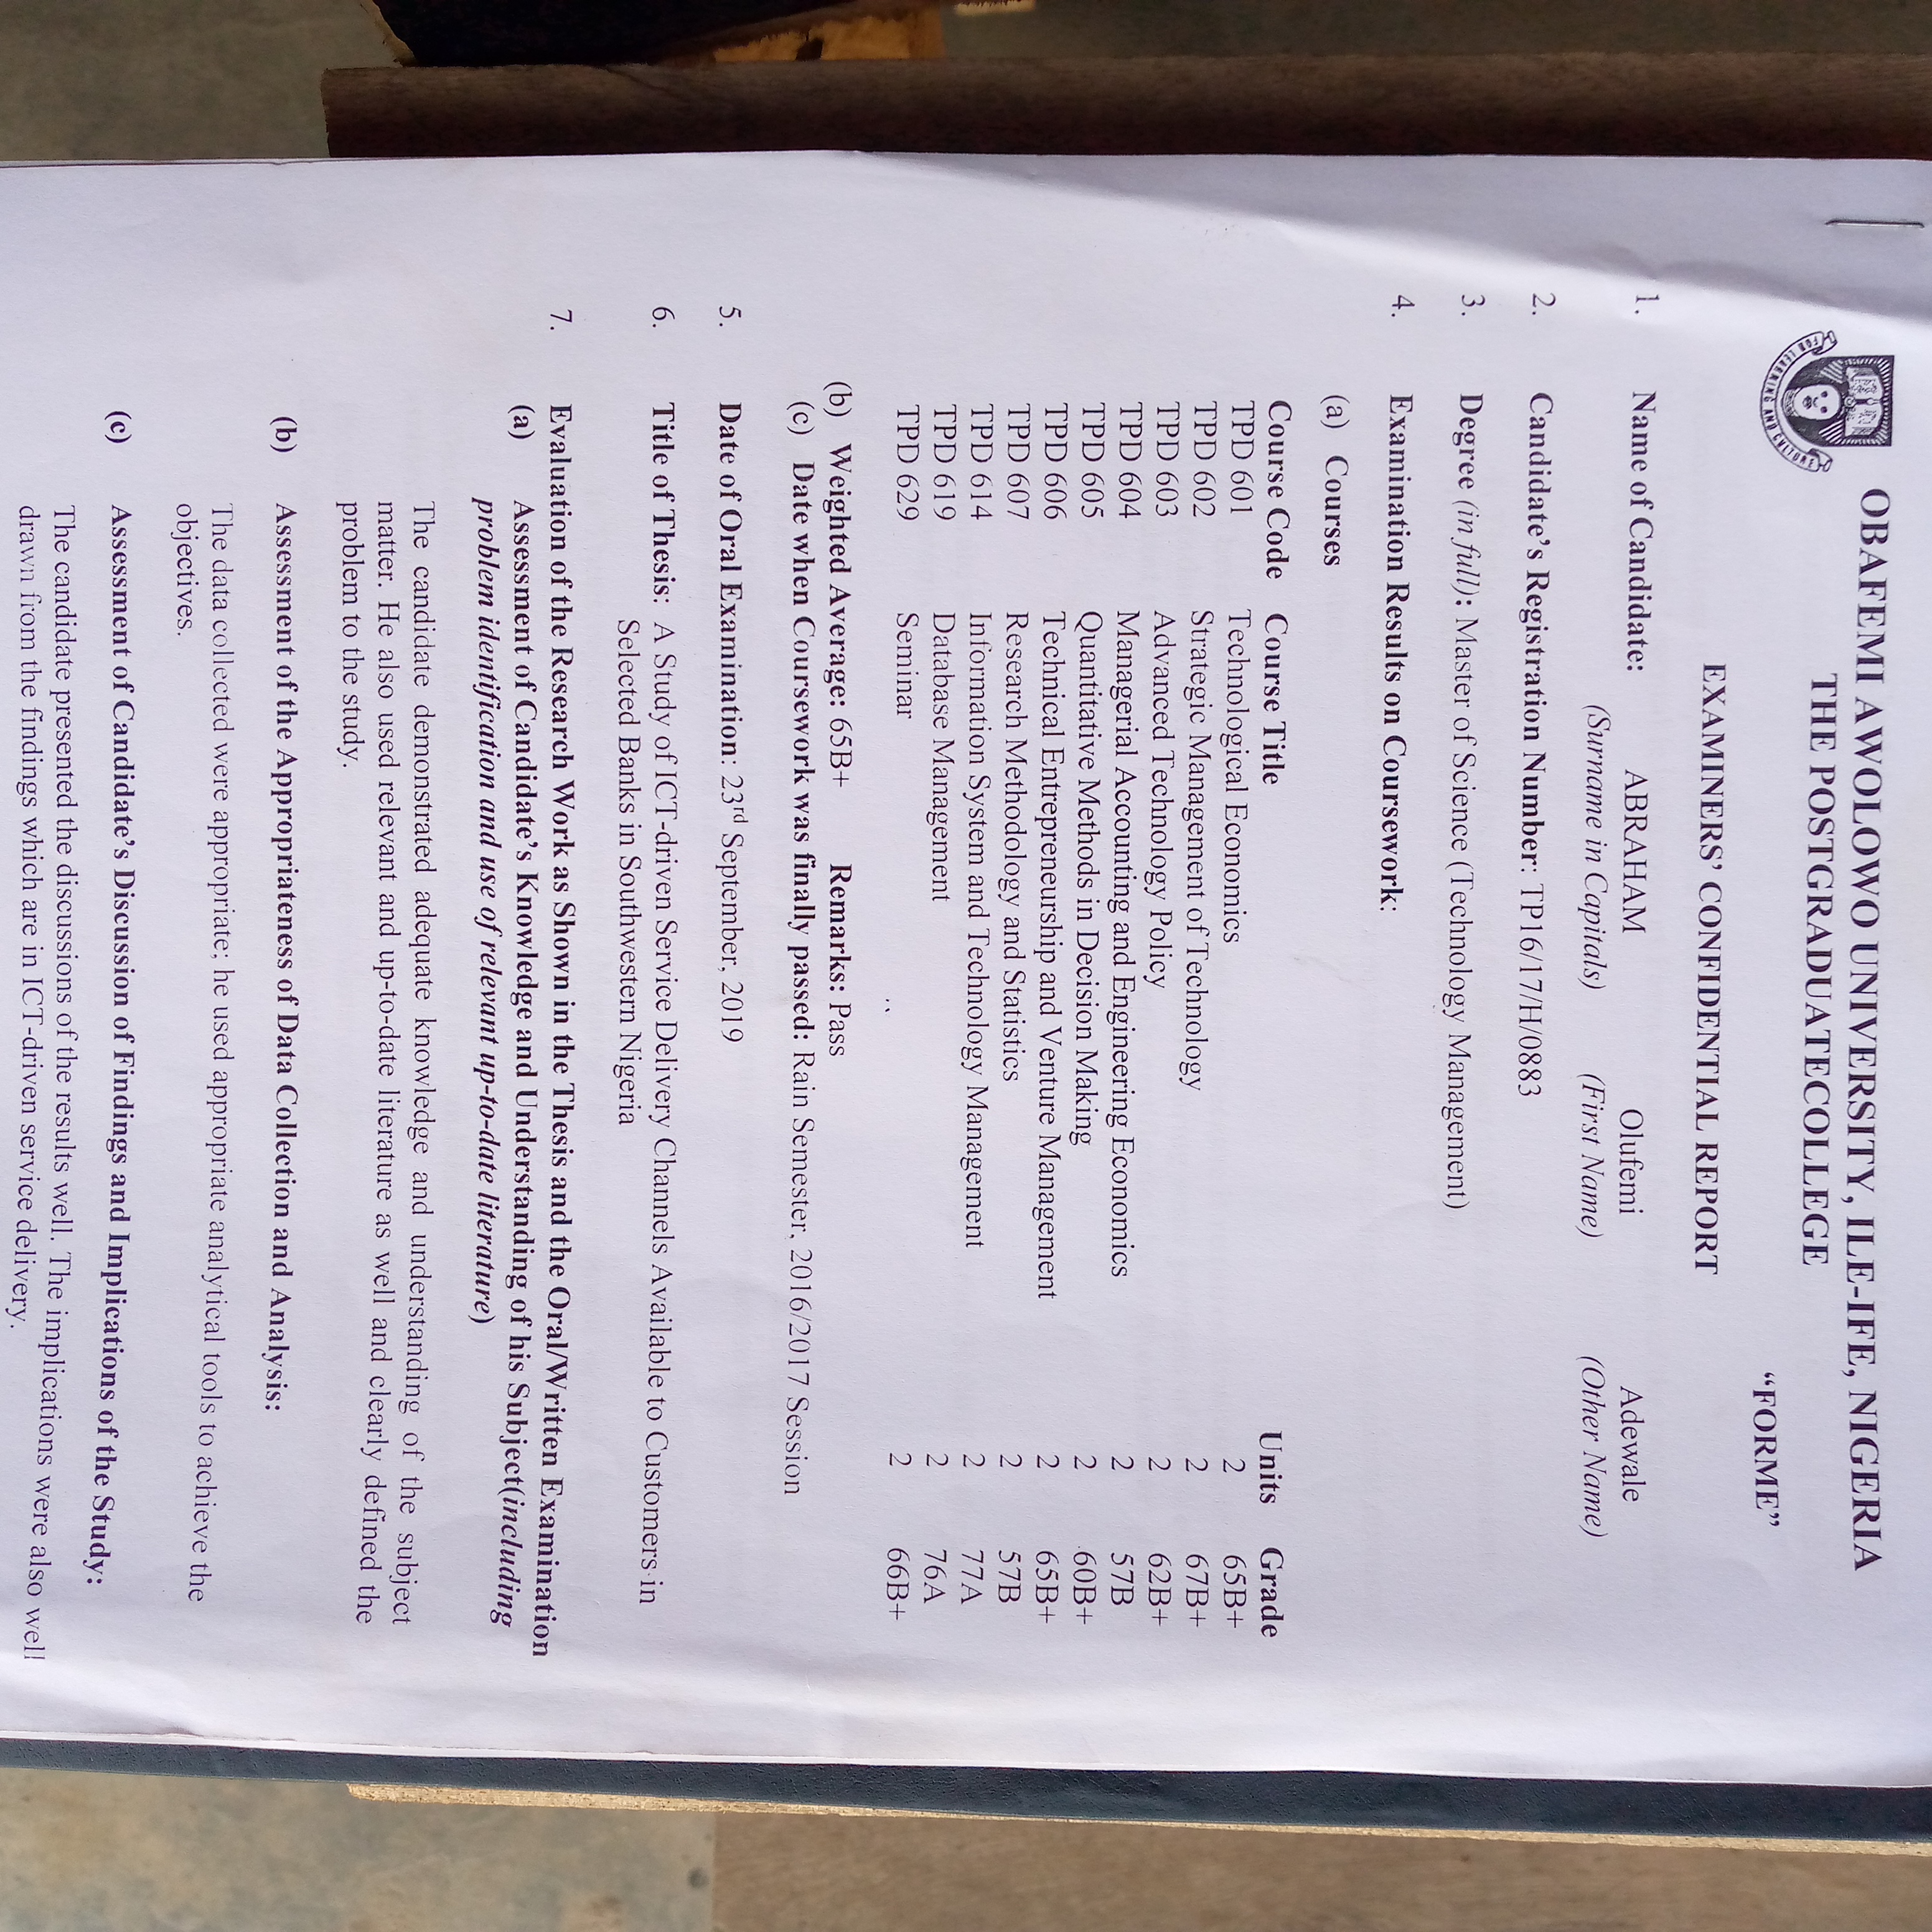 OBAFEMI AWOLOWO UNIVERSITY, ILE-IFE, NIGERIA
THE POSTGRADUATECOLLEGE
FOR LEARNING AND CULTURE
“FORME”
EXAMINERS’ CONFIDENTIAL REPORT
1. Name of Candidate: ABRAHAM Olufemi Adewale
(Surname in Capitals) (First Name) (Other Name)
2. Candidate’s Registration Number: TP16/17/H/0883
3. Degree (in full): Master of Science (Technology Management)
4. Examination Results on Coursework:
(a) Courses
Course Code Course Title Units Grade
TPD 601 Technological Economics 2 65B+
TPD 602 Strategic Management of Technology 2 67B+
TPD 603 Advanced Technology Policy 2 62B+
TPD 604 Managerial Accounting and Engineering Economics 2 57B
TPD 605 Quantitative Methods in Decision Making 2 60B+
TPD 606 Technical Entrepreneurship and Venture Management 2 65B+
TPD 607 Research Methodology and Statistics 2 57B
TPD 614 Information System and Technology Management 2 77A
TPD 619 Database Management 2 76A
TPD 629 Seminar 2 66B+
(b) Weighted Average: 65B+ Remarks: Pass
(c) Date when Coursework was finally passed: Rain Semester, 2016/2017 Session
5. Date of Oral Examination: 23rd September, 2019
6. Title of Thesis: A Study of ICT-driven Service Delivery Channels Available to Customers in
Selected Banks in Southwestern Nigeria
7. Evaluation of the Research Work as Shown in the Thesis and the Oral/Written Examination
(a) Assessment of Candidate’s Knowledge and Understanding of his Subject(including
problem identification and use of relevant up-to-date literature)
The candidate demonstrated adequate knowledge and understanding of the subject
matter. He also used relevant and up-to-date literature as well and clearly defined the
problem to the study.
(b) Assessment of the Appropriateness of Data Collection and Analysis:
The data collected were appropriate; he used appropriate analytical tools to achieve the
objectives.
(c) Assessment of Candidate’s Discussion of Findings and Implications of the Study:
The candidate presented the discussions of the results well. The implications were also well
drawn from the findings which are in ICT-driven service delivery.